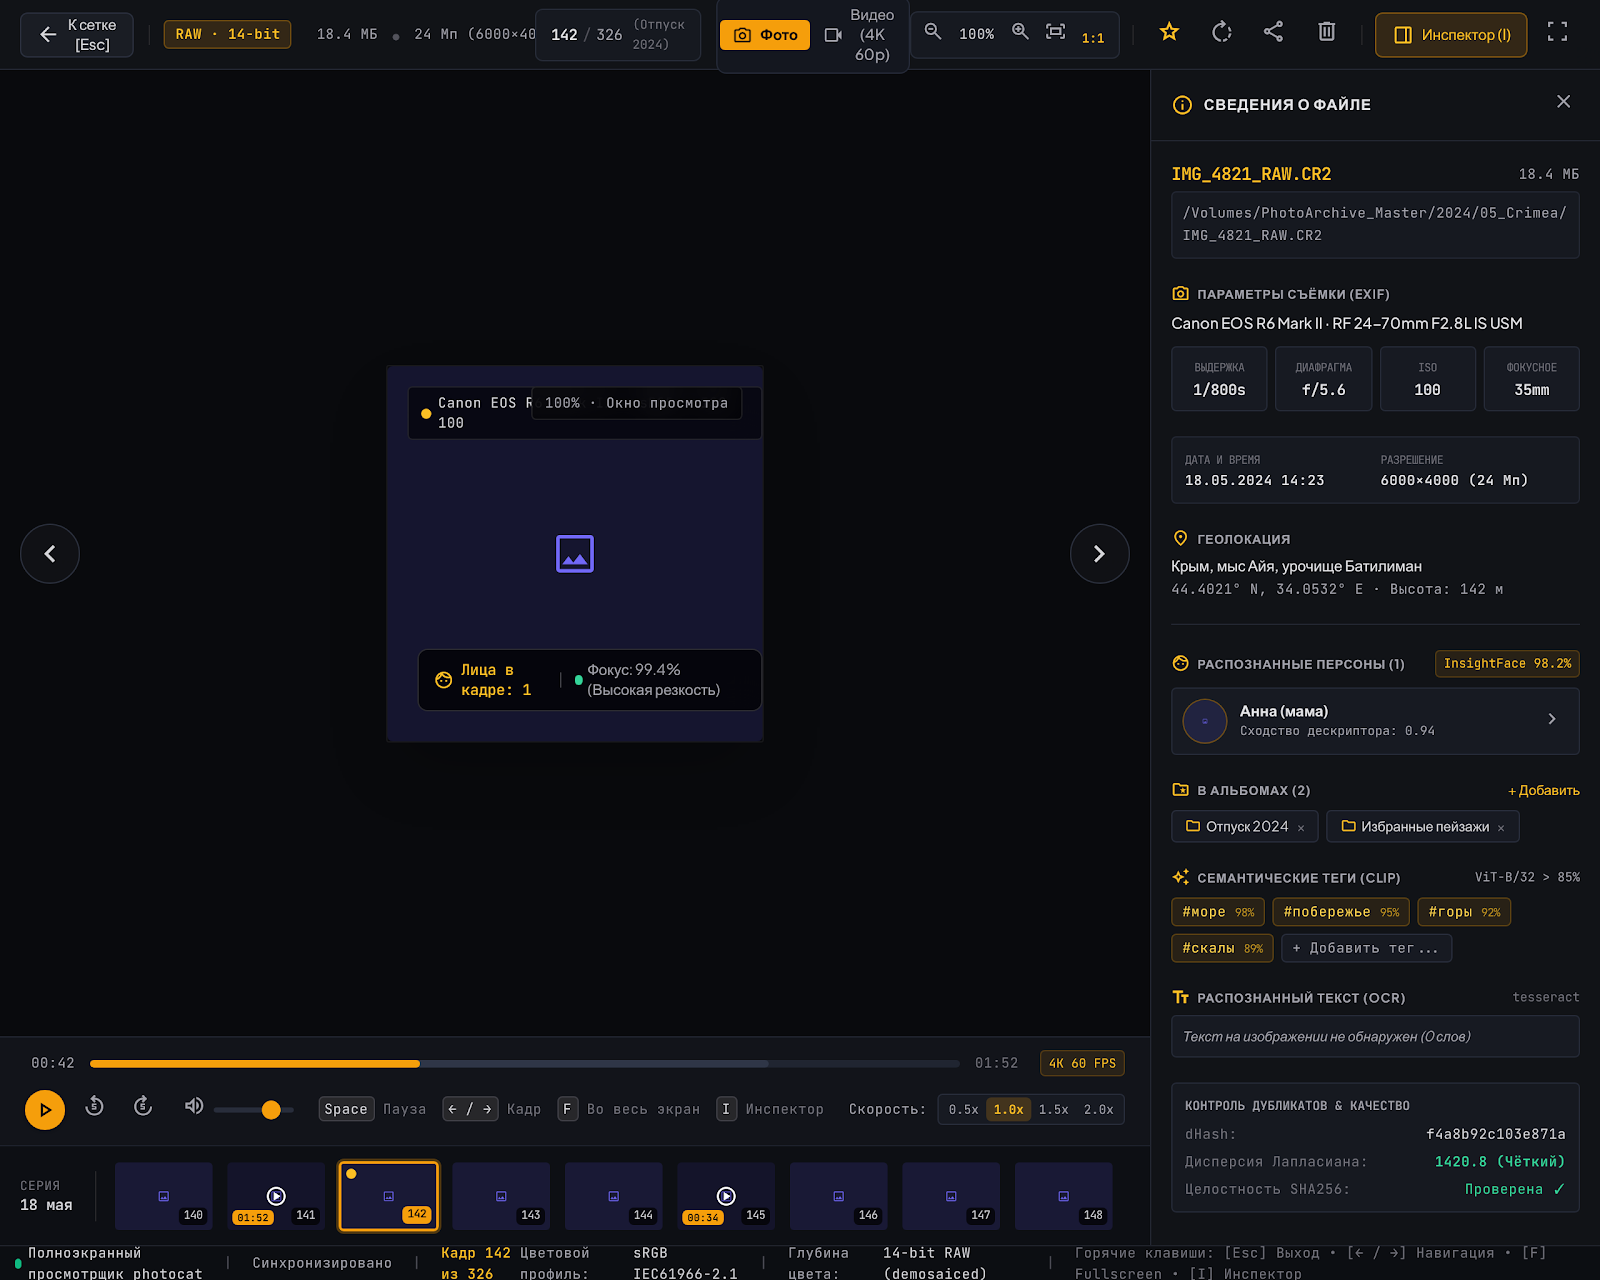 К сетке
[Esc]
RAW · 14-bit
18.4 МБ
24 Мп (6000×40
142 / 326
(Отпуск
2024)
Фото
Видео
(4K
60p)
100%
1:1
Инспектор (I)
Canon EOS R
100
100% · Окно просмотра
Лица в
кадре: 1
Фокус: 99.4%
(Высокая резкость)
СВЕДЕНИЯ О ФАЙЛЕ
IMG_4821_RAW.CR2
18.4 МБ
/Volumes/PhotoArchive_Master/2024/05_Crimea/
IMG_4821_RAW.CR2
ПАРАМЕТРЫ СЪЁМКИ (EXIF)
Canon EOS R6 Mark II · RF 24–70mm F2.8L IS USM
ВЫДЕРЖКА
1/800s
ДИАФРАГМА
f/5.6
ISO
100
ФОКУСНОЕ
35mm
ДАТА И ВРЕМЯ
18.05.2024 14:23
РАЗРЕШЕНИЕ
6000×4000 (24 Мп)
ГЕОЛОКАЦИЯ
Крым, мыс Айя, урочище Батилиман
44.4021° N, 34.0532° E · Высота: 142 м
РАСПОЗНАННЫЕ ПЕРСОНЫ (1)
InsightFace 98.2%
Анна (мама)
Сходство дескриптора: 0.94
В АЛЬБОМАХ (2)
+ Добавить
Отпуск 2024 ×
Избранные пейзажи ×
СЕМАНТИЧЕСКИЕ ТЕГИ (CLIP)
ViT-B/32 > 85%
#море 98%
#побережье 95%
#горы 92%
#скалы 89%
+ Добавить тег...
РАСПОЗНАННЫЙ ТЕКСТ (OCR)
tesseract
Текст на изображении не обнаружен (0 слов)
КОНТРОЛЬ ДУБЛИКАТОВ & КАЧЕСТВО
dHash:
f4a8b92c103e871a
Дисперсия Лапласиана:
1420.8 (Чёткий)
Целостность SHA256:
Проверена ✓
00:42
01:52
4K 60 FPS
5
5
Space
Пауза
← / →
Кадр
F
Во весь экран
I
Инспектор
Скорость:
0.5x
1.0x
1.5x
2.0x
СЕРИЯ
18 мая
140
01:52
141
142
143
144
00:34
145
146
147
148
Полноэкранный
просмотрщик photocat
Синхронизировано
Кадр 142
из 326
Цветовой
профиль:
sRGB
IEC61966-2.1
Глубина
цвета:
14-bit RAW
(demosaiced)
Горячие клавиши: [Esc] Выход • [← / →] Навигация • [F]
Fullscreen • [I] Инспектор